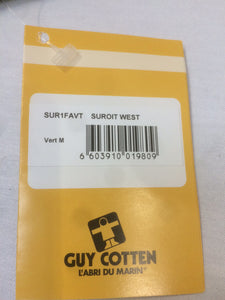 SUR1FAVT SUROIT WEST
Vert M
6 603910 019809
GUY COTTEN
L'ABRI DU MARIN®